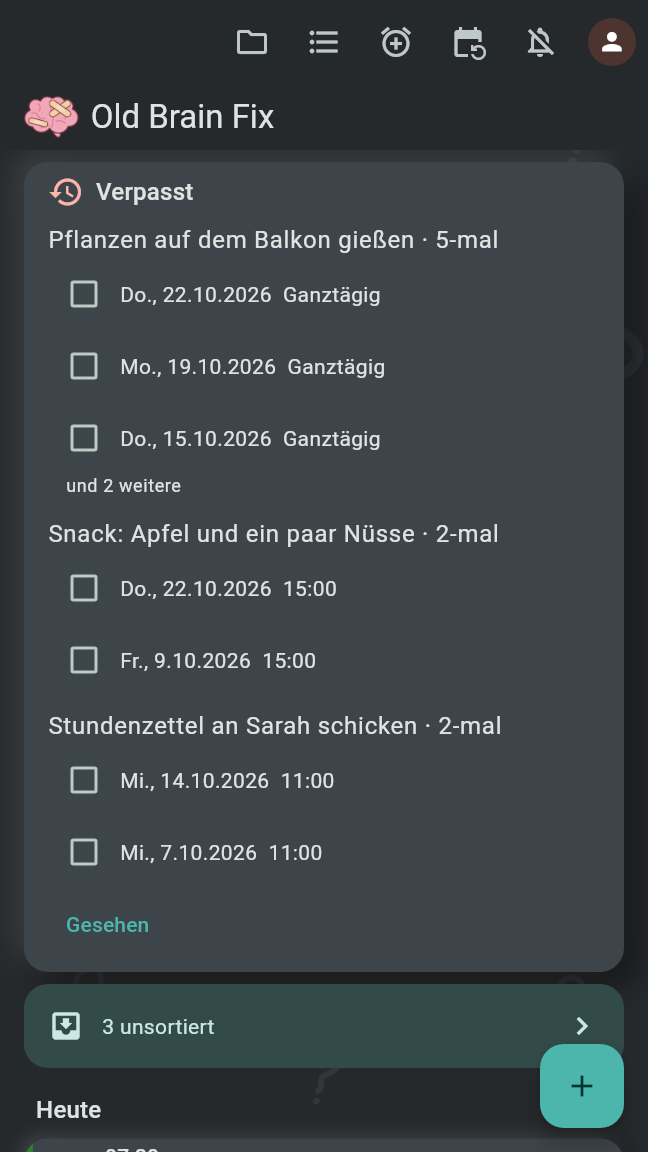 Old Brain Fix
Verpasst
Pflanzen auf dem Balkon gießen · 5-mal
Do., 22.10.2026 Ganztägig
Mo., 19.10.2026 Ganztägig
Do., 15.10.2026 Ganztägig
und 2 weitere
Snack: Apfel und ein paar Nüsse · 2-mal
Do., 22.10.2026 15:00
Fr., 9.10.2026 15:00
Stundenzettel an Sarah schicken · 2-mal
Mi., 14.10.2026 11:00
Mi., 7.10.2026 11:00
Gesehen
3 unsortiert
Heute